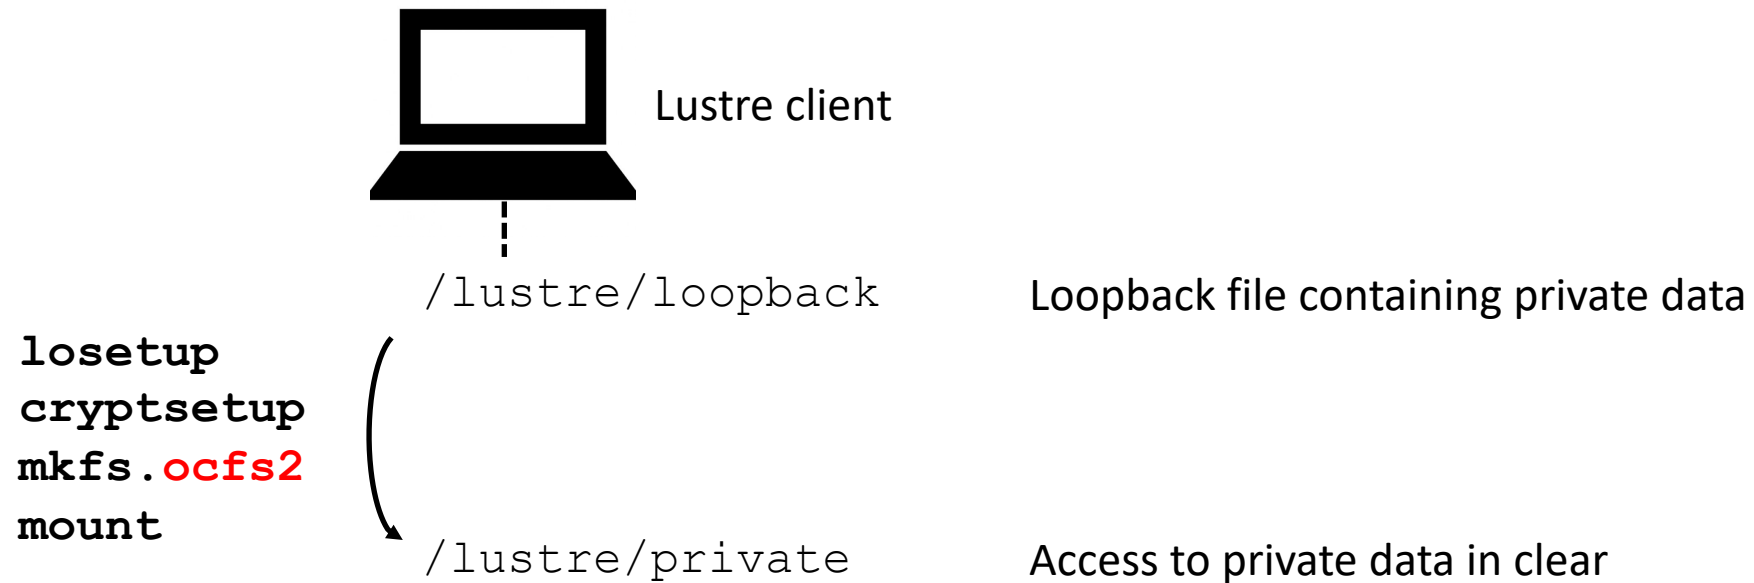 Lustre client
/lustre/loopback
Loopback file containing private data
losetup
cryptsetup
mkfs.ocfs2
mount
/lustre/private
Access to private data in clear